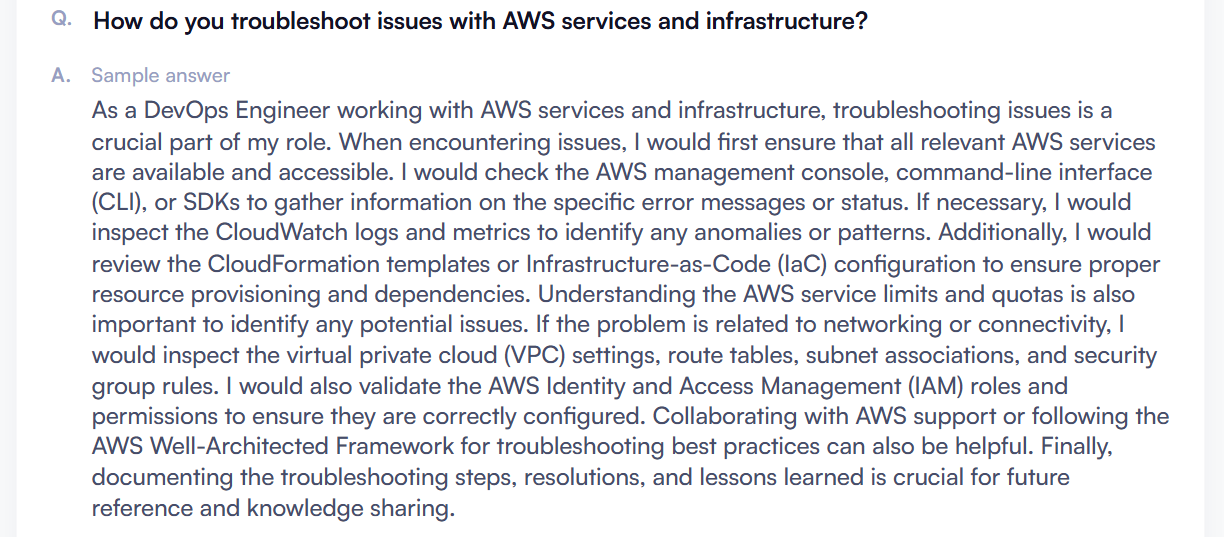 Q. How do you troubleshoot issues with AWS services and infrastructure?
A. Sample answer
As a DevOps Engineer working with AWS services and infrastructure, troubleshooting issues is a
crucial part of my role. When encountering issues, I would first ensure that all relevant AWS services
are available and accessible. I would check the AWS management console, command-line interface
(CLI), or SDKs to gather information on the specific error messages or status. If necessary, I would
inspect the CloudWatch logs and metrics to identify any anomalies or patterns. Additionally, I would
review the CloudFormation templates or Infrastructure-as-Code (IaC) configuration to ensure proper
resource provisioning and dependencies. Understanding the AWS service limits and quotas is also
important to identify any potential issues. If the problem is related to networking or connectivity, I
would inspect the virtual private cloud (VPC) settings, route tables, subnet associations, and security
group rules. I would also validate the AWS Identity and Access Management (IAM) roles and
permissions to ensure they are correctly configured. Collaborating with AWS support or following the
AWS Well-Architected Framework for troubleshooting best practices can also be helpful. Finally,
documenting the troubleshooting steps, resolutions, and lessons learned is crucial for future
reference and knowledge sharing.